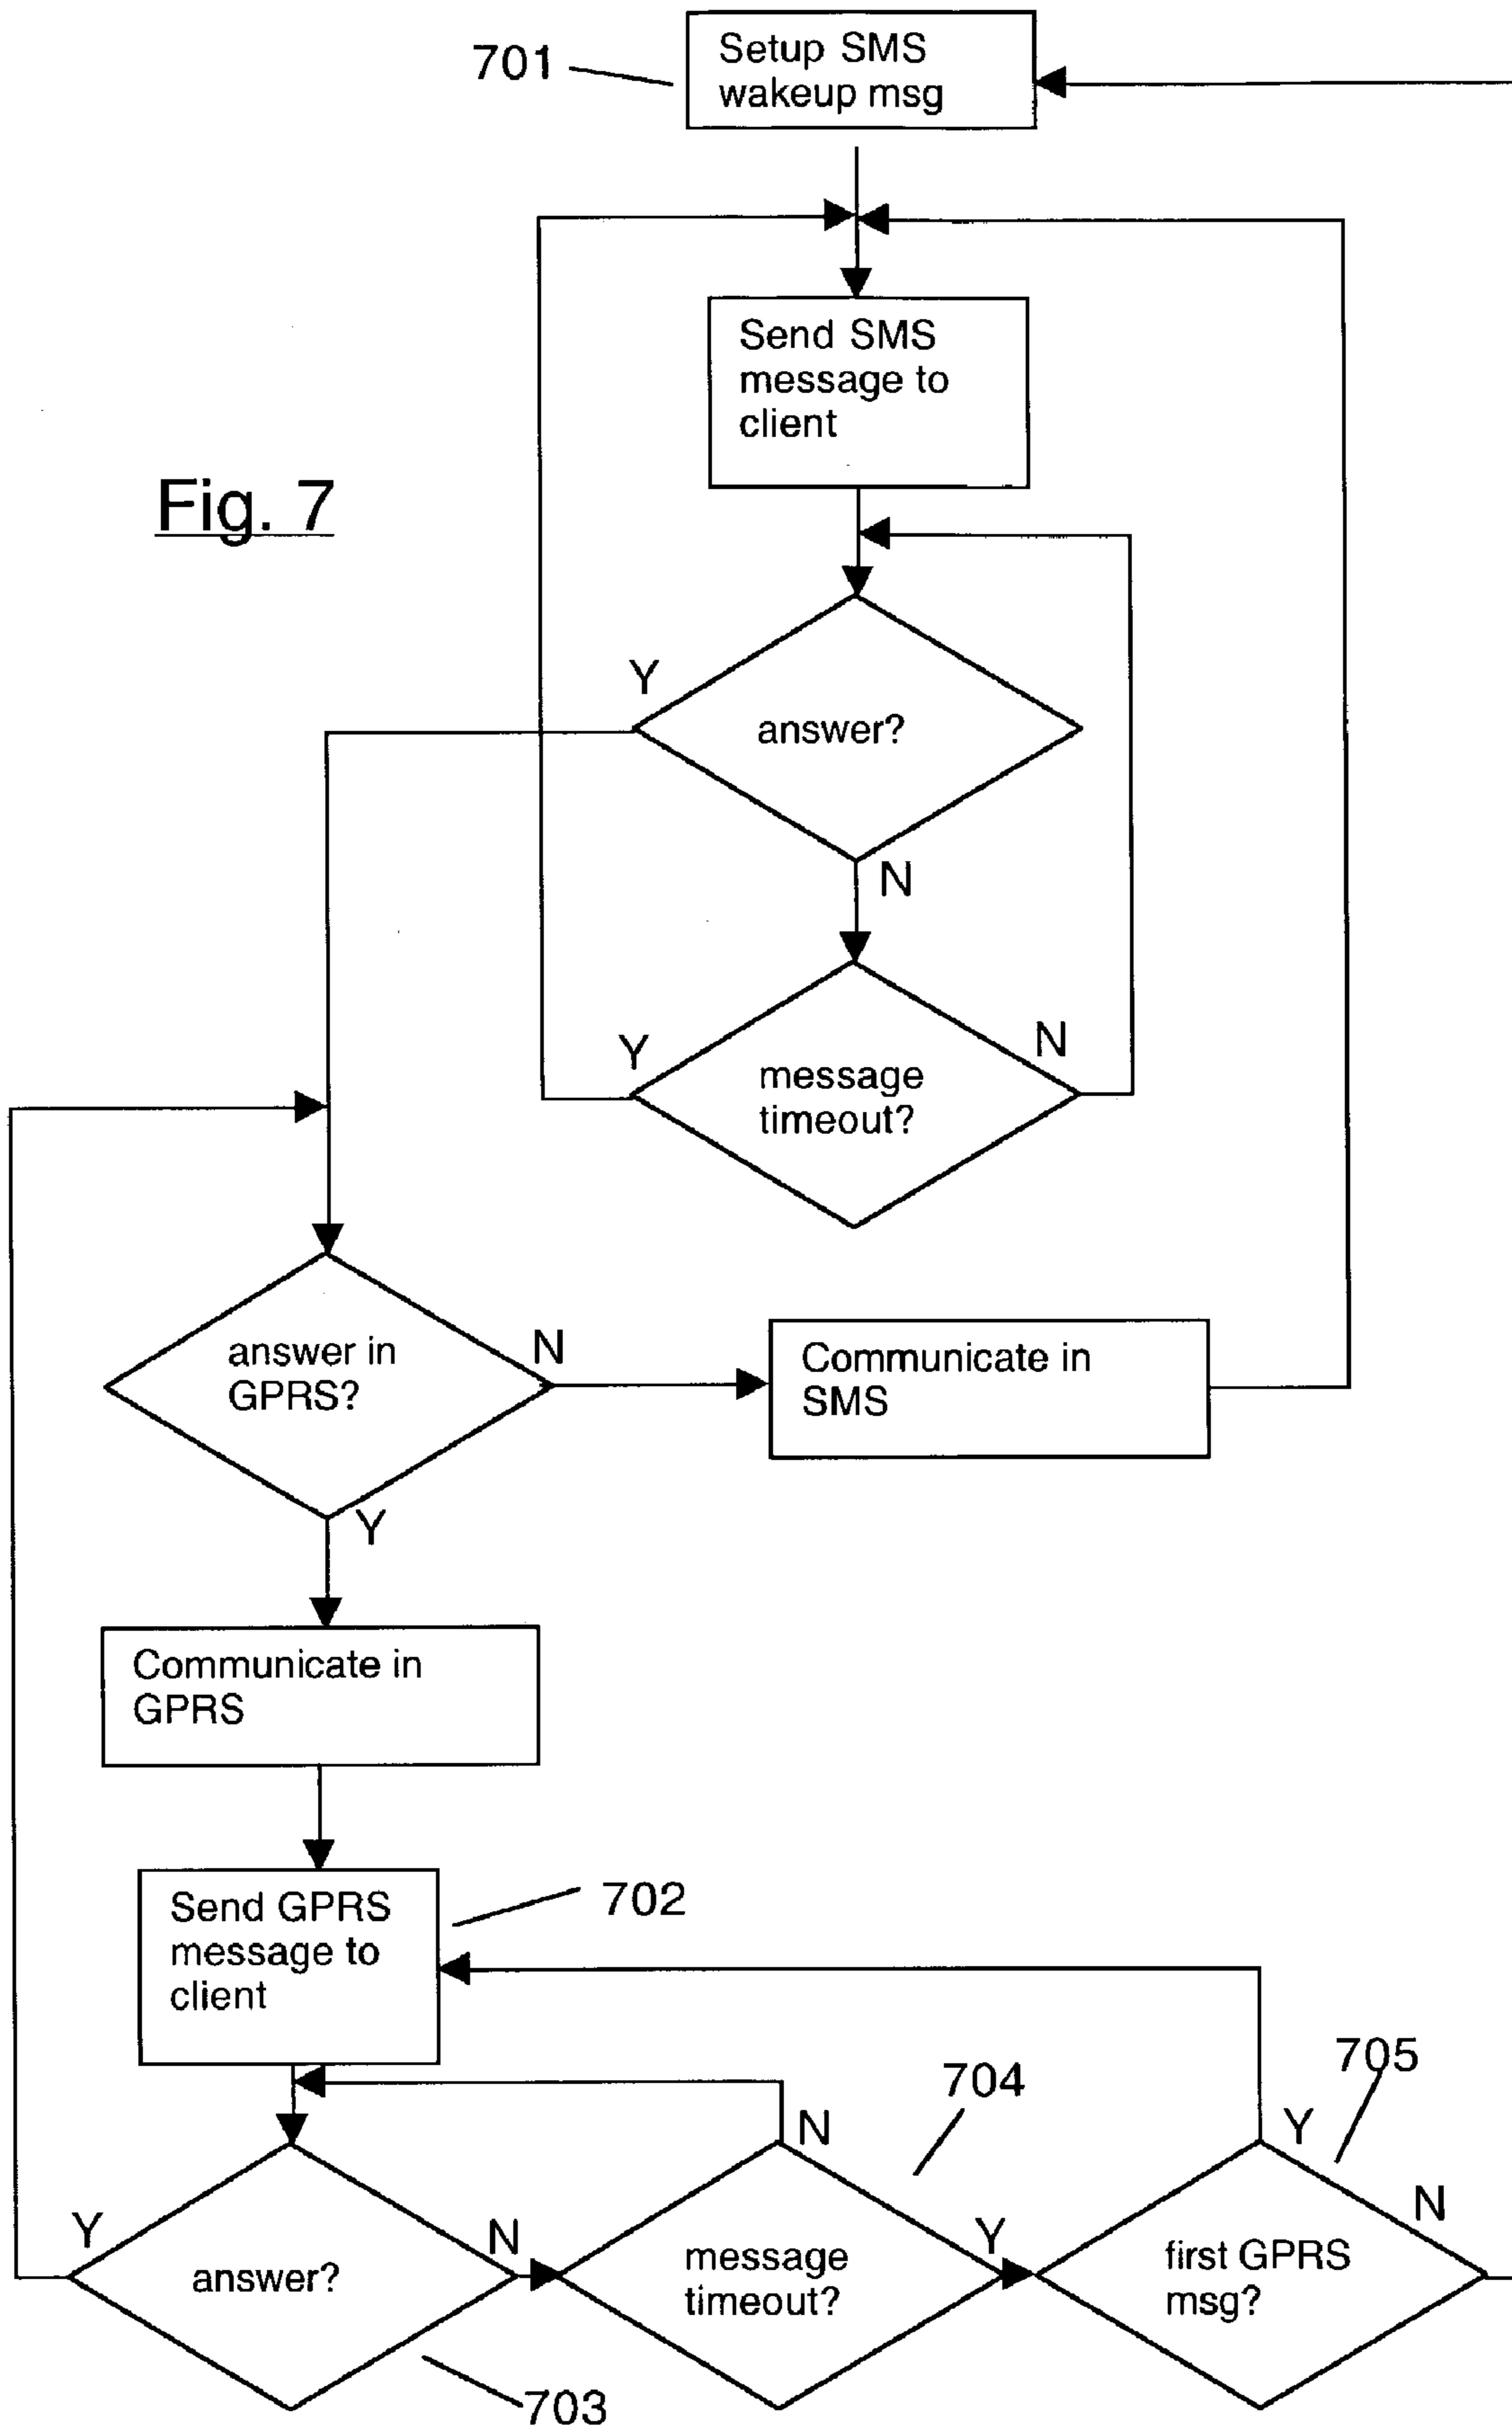 701
Setup SMS
wakeup msg
Send SMS
message to
client
Fig. 7
Y
answer?
N
Y
N
message
timeout?
answer in
GPRS?
N
Communicate in
SMS
Y
Communicate in
GPRS
Send GPRS
message to
client
702
704
705
Y
N
Y
N
answer?
N
Y
message
timeout?
first GPRS
msg?
703